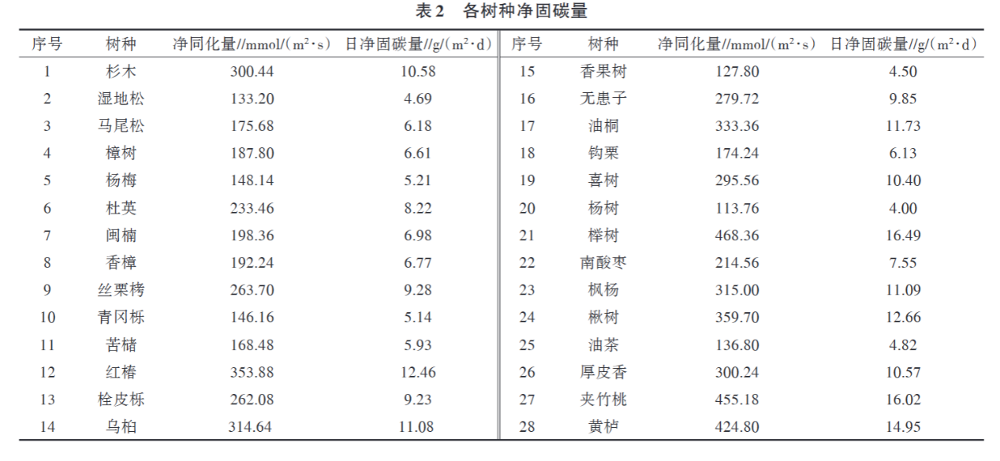 表 2 各树种净固碳量
序号 树种 净同化量//mmol/(m²·s) 日净固碳量//g/(m²·d) 序号 树种 净同化量//mmol/(m²·s) 日净固碳量//g/(m²·d)
1 杉木 300.44 10.58 15 香果树 127.80 4.50
2 湿地松 133.20 4.69 16 无患子 279.72 9.85
3 马尾松 175.68 6.18 17 油桐 333.36 11.73
4 樟树 187.80 6.61 18 钩栗 174.24 6.13
5 杨梅 148.14 5.21 19 喜树 295.56 10.40
6 杜英 233.46 8.22 20 杨树 113.76 4.00
7 闽楠 198.36 6.98 21 榉树 468.36 16.49
8 香樟 192.24 6.77 22 南酸枣 214.56 7.55
9 丝栗栲 263.70 9.28 23 枫杨 315.00 11.09
10 青冈栎 146.16 5.14 24 楸树 359.70 12.66
11 苦槠 168.48 5.93 25 油茶 136.80 4.82
12 红椿 353.88 12.46 26 厚皮香 300.24 10.57
13 栓皮栎 262.08 9.23 27 夹竹桃 455.18 16.02
14 乌桕 314.64 11.08 28 黄栌 424.80 14.95